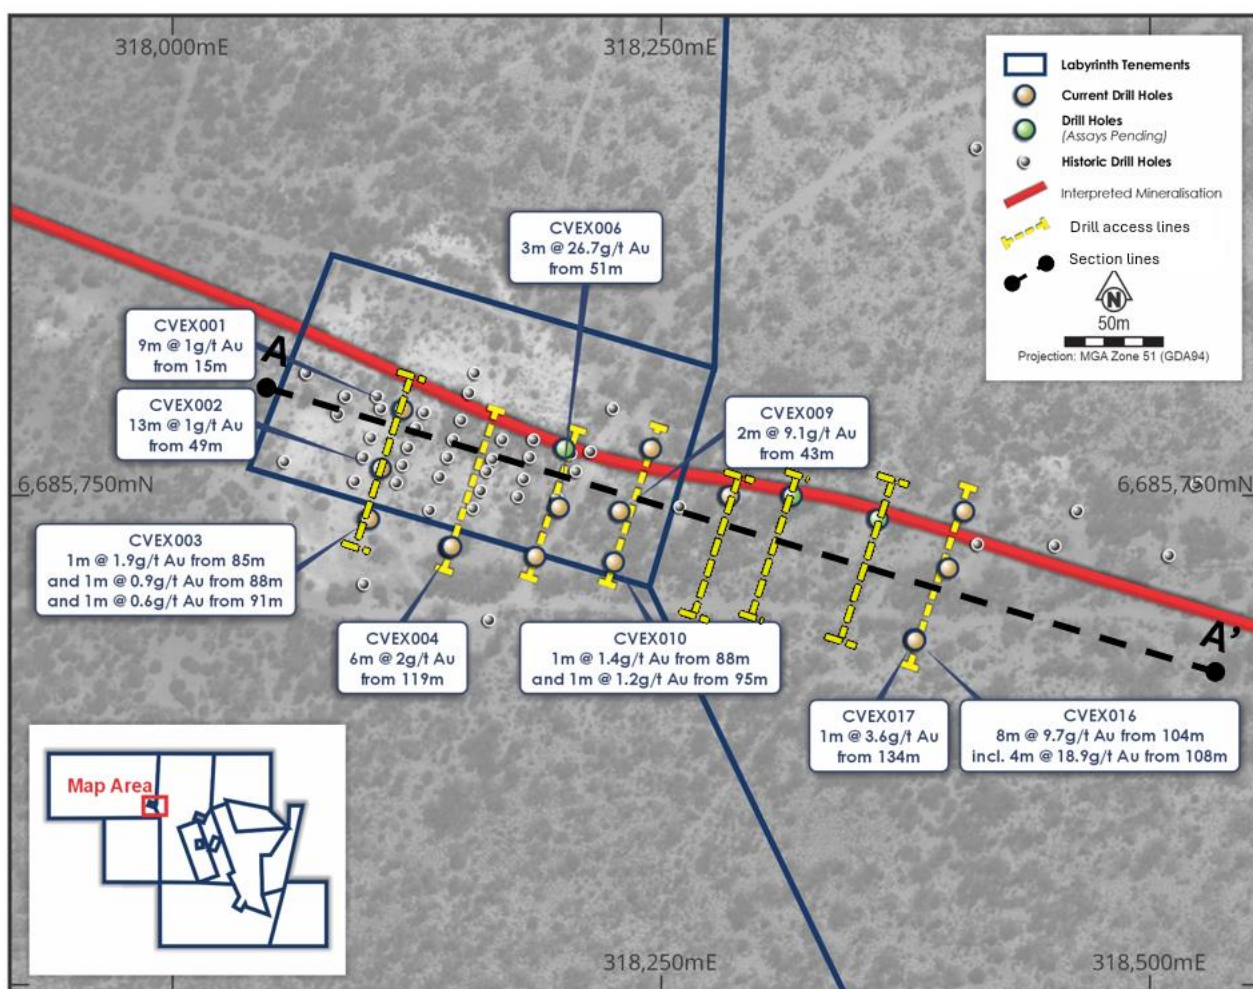 318,000mE
318,250mE
Labyrinth Tenements
Current Drill Holes
Drill Holes
(Assays Pending)
Historic Drill Holes
Interpreted Mineralisation
Drill access lines
Section lines
N
50m
Projection: MGA Zone 51 (GDA94)
CVEX006
3m @ 26.7g/t Au
from 51m
CVEX001
9m @ 1g/t Au
from 15m
A
CVEX002
13m @ 1g/t Au
from 49m
CVEX009
2m @ 9.1g/t Au
from 43m
6,685,750mN
6,685,750mN
CVEX003
1m @ 1.9g/t Au from 85m
and 1m @ 0.9g/t Au from 88m
and 1m @ 0.6g/t Au from 91m
CVEX004
6m @ 2g/t Au
from 119m
CVEX010
1m @ 1.4g/t Au from 88m
and 1m @ 1.2g/t Au from 95m
A'
CVEX017
1m @ 3.6g/t Au
from 134m
CVEX016
8m @ 9.7g/t Au from 104m
incl. 4m @ 18.9g/t Au from 108m
Map Area
318,250mE
318,500mE